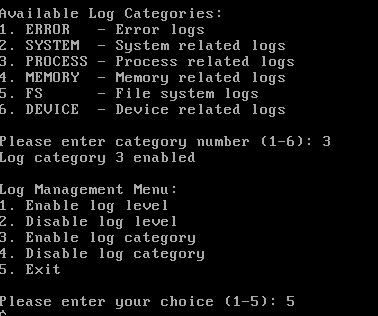 Available Log Categories:
1. ERROR    - Error logs
2. SYSTEM   - System related logs
3. PROCESS  - Process related logs
4. MEMORY   - Memory related logs
5. FS       - File system logs
6. DEVICE   - Device related logs
Please enter category number (1-6): 3
Log category 3 enabled
Log Management Menu:
1. Enable log level
2. Disable log level
3. Enable log category
4. Disable log category
5. Exit
Please enter your choice (1-5): 5
$